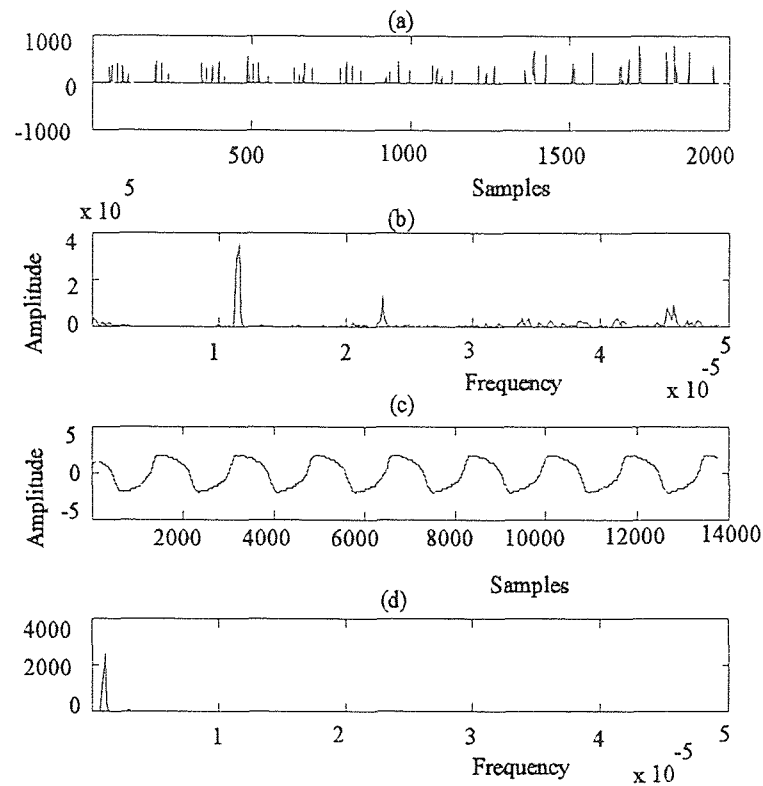 (a)
1000
0
-1000
500 1000 1500 2000
Samples
x 10 5
(b)
4
2
0
Amplitude
1 2 3 4 5
Frequency
x 10 -5
(c)
5
0
-5
Amplitude
2000 4000 6000 8000 10000 12000 14000
Samples
(d)
4000
2000
0
1 2 3 4 5
Frequency
x 10 -5